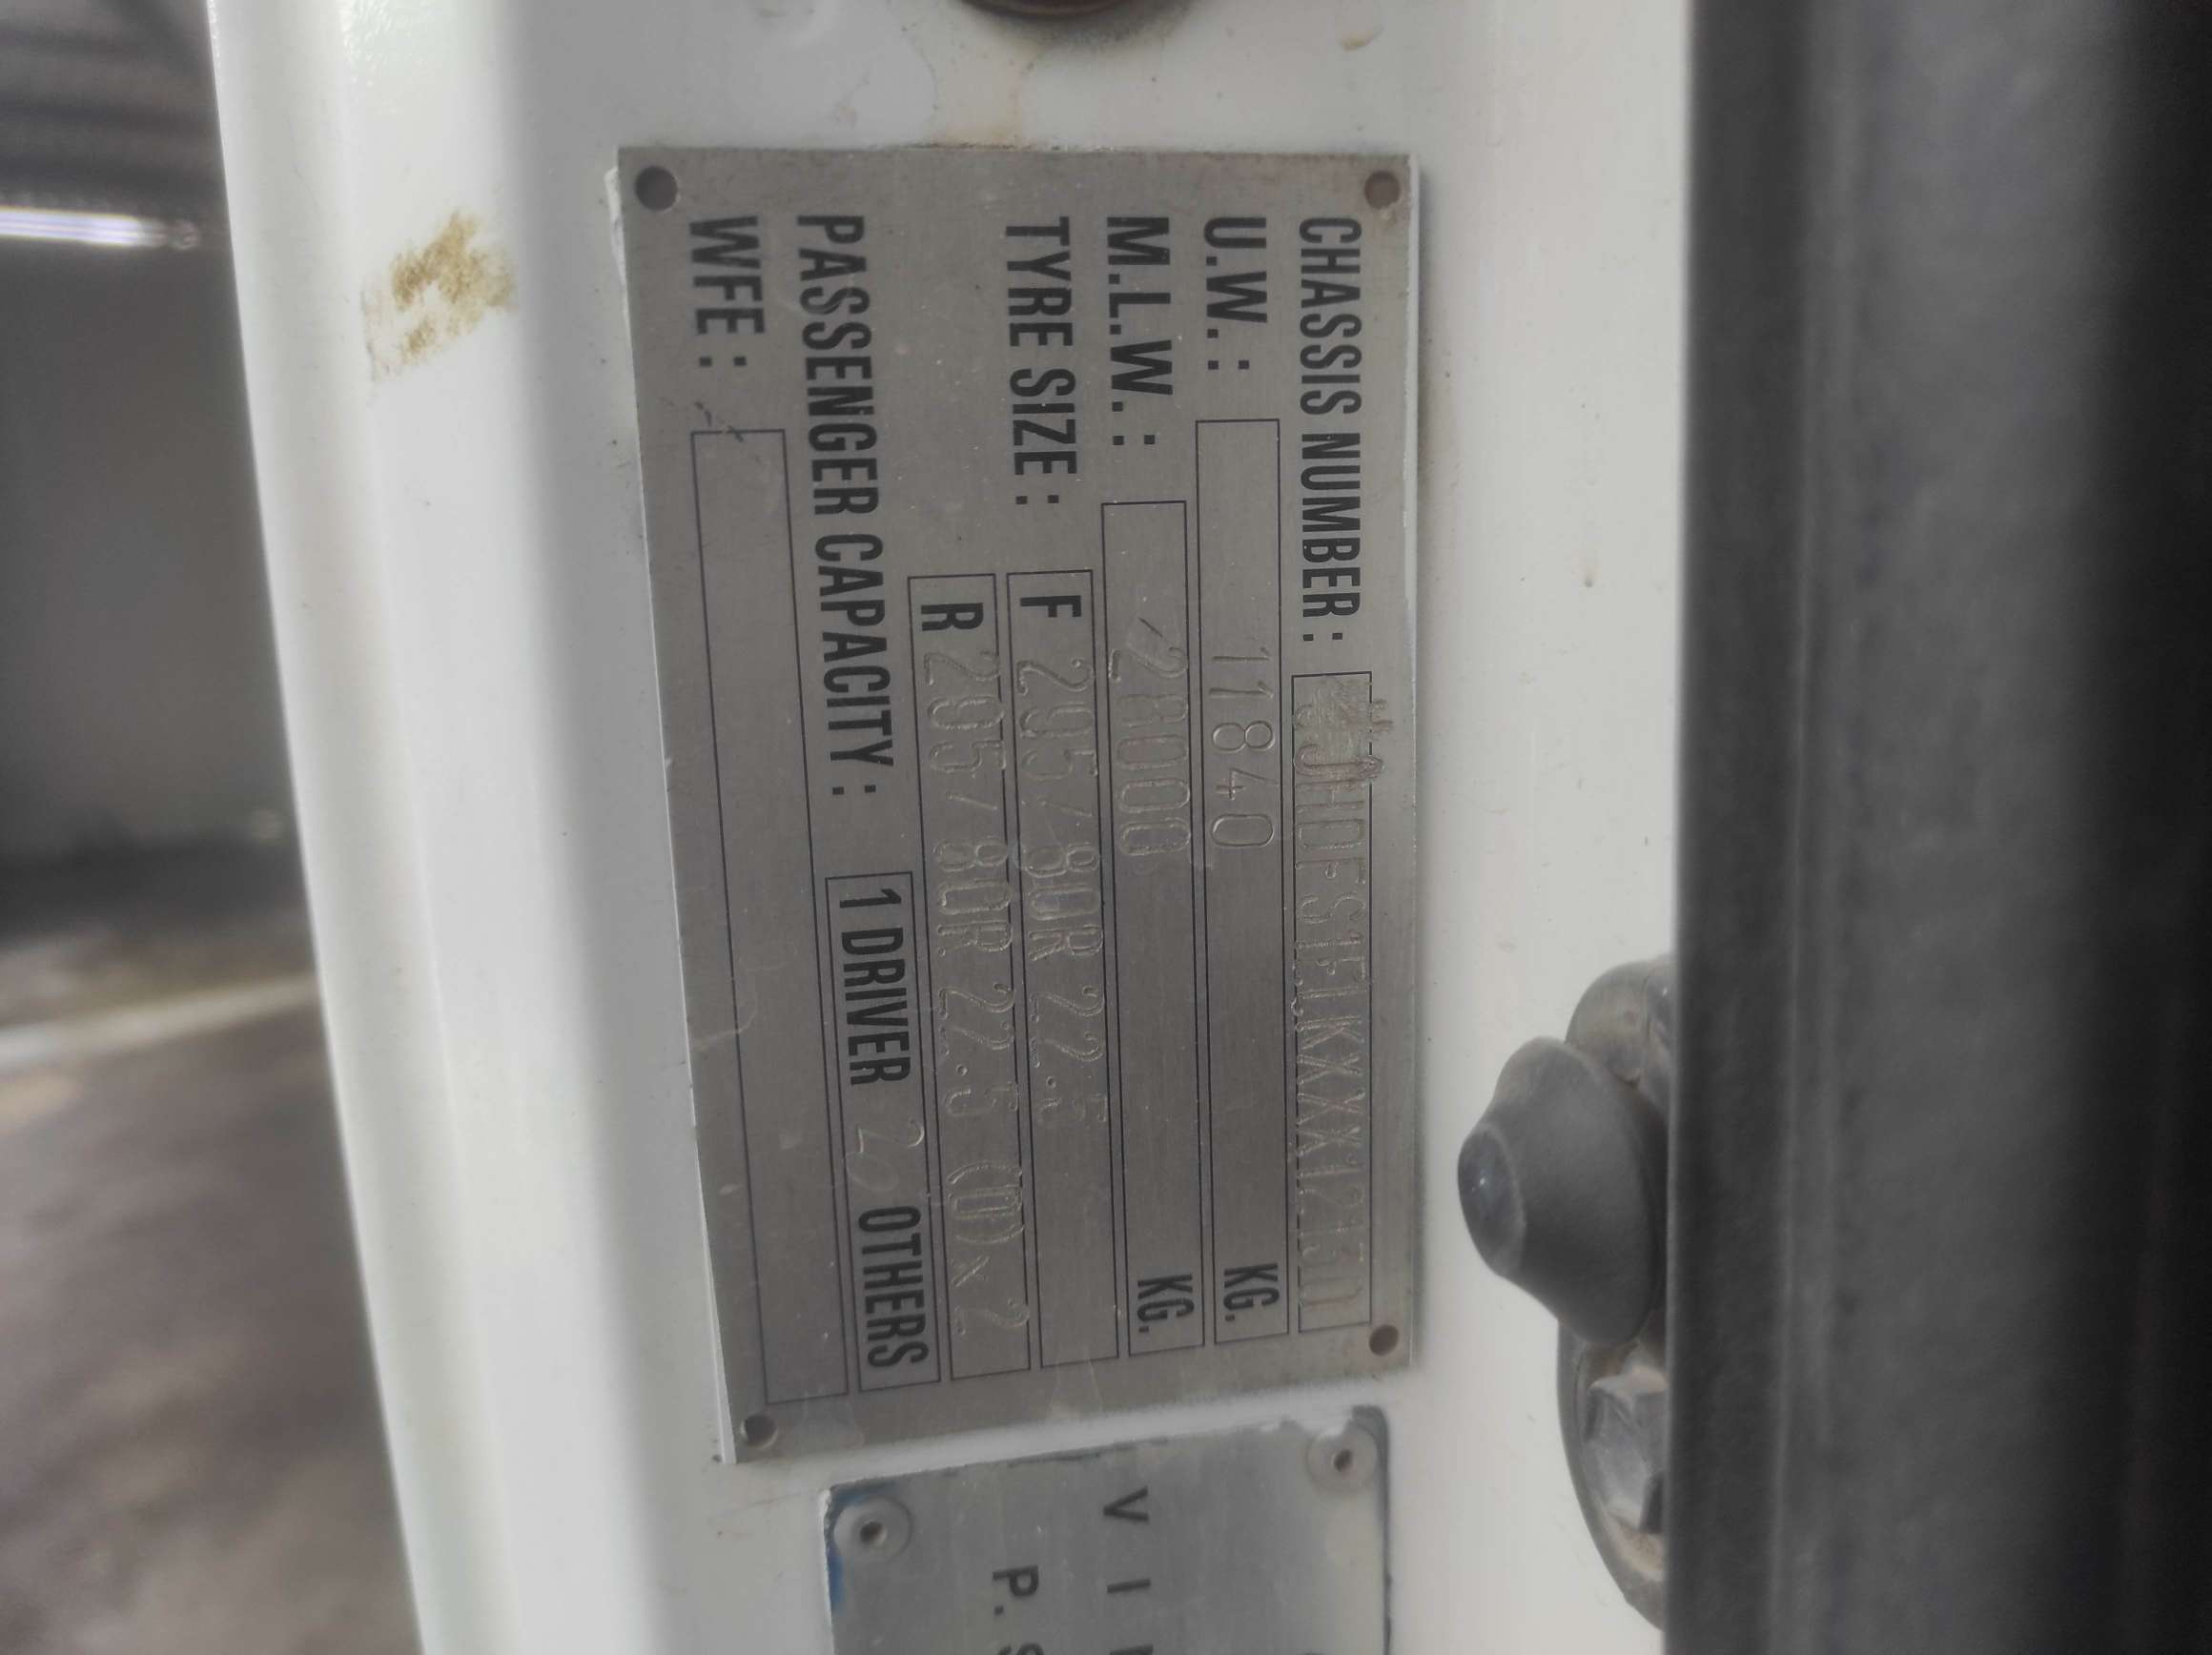 CHASSIS NUMBER :
U.W. : 11840 KG.
M.L.W. : 28000 KG.
TYRE SIZE : F 295/80R 22.5
R 295/80R 22.5 (D)x2
PASSENGER CAPACITY : 1 DRIVER OTHERS
WFE :